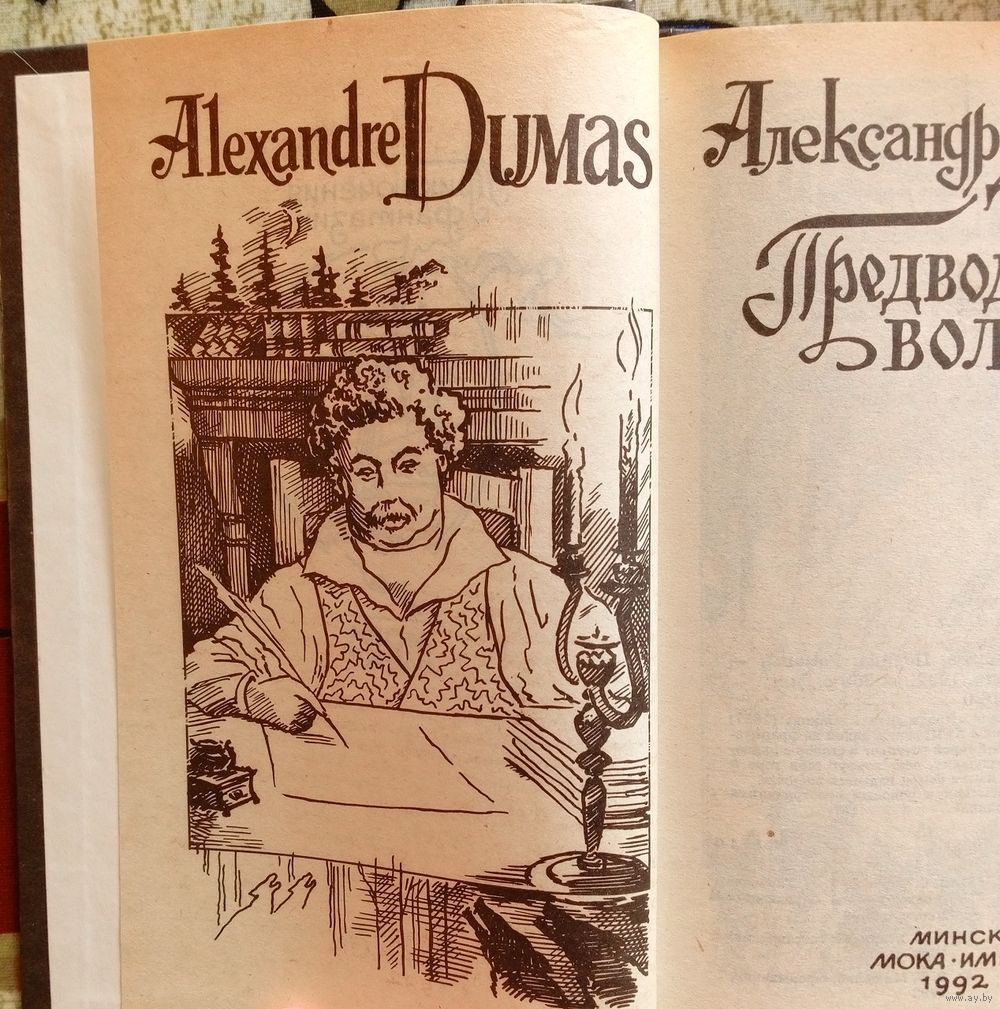 Alexandre Dumas
Александр
Предвод
вол
МИНСК
МОКА·ИМ
1992
www.ay.by